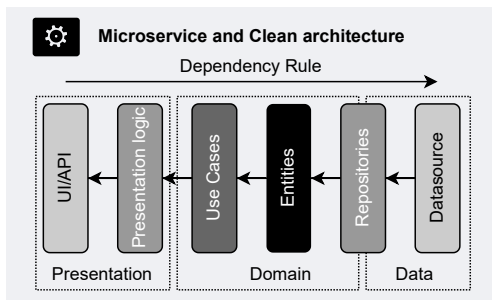 Microservice and Clean architecture
Dependency Rule
UI/API
Presentation logic
Use Cases
Entities
Repositories
Datasource
Presentation
Domain
Data